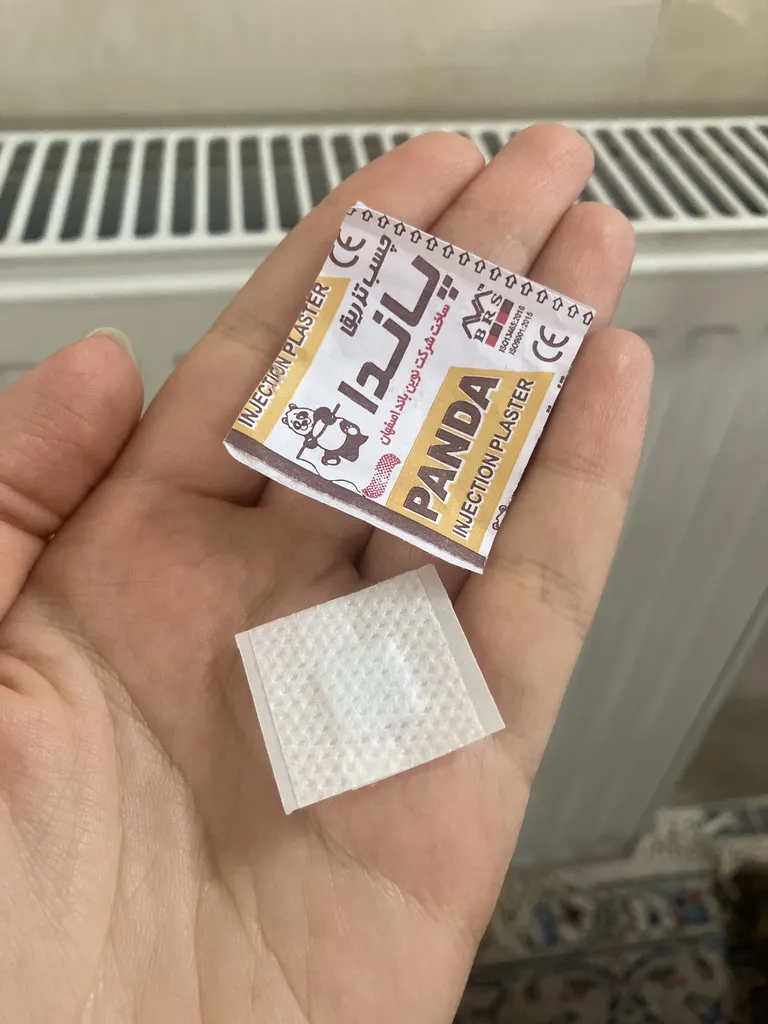 CE
INJECTION PLASTER
چسب تزریق
پاندا
ساخت شرکت نوین باند اصفهان
BRS
ISO13485:2016
ISO9001:2015
CE
PANDA
INJECTION PLASTER